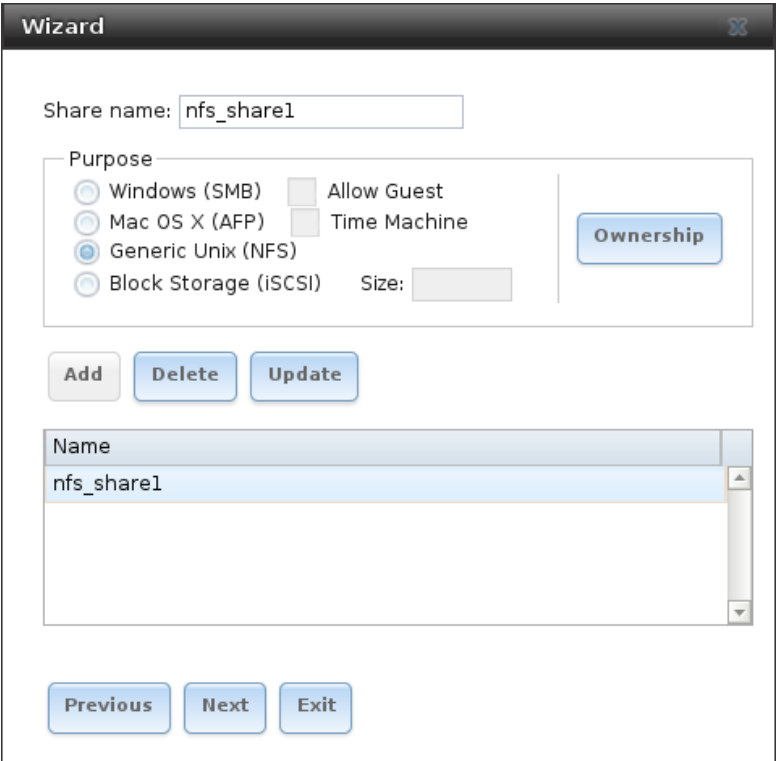 Wizard
Share name: nfs_share1
Purpose
Windows (SMB) Allow Guest
Mac OS X (AFP) Time Machine
Generic Unix (NFS)
Block Storage (iSCSI) Size:
Ownership
Add Delete Update
Name
nfs_share1
Previous Next Exit